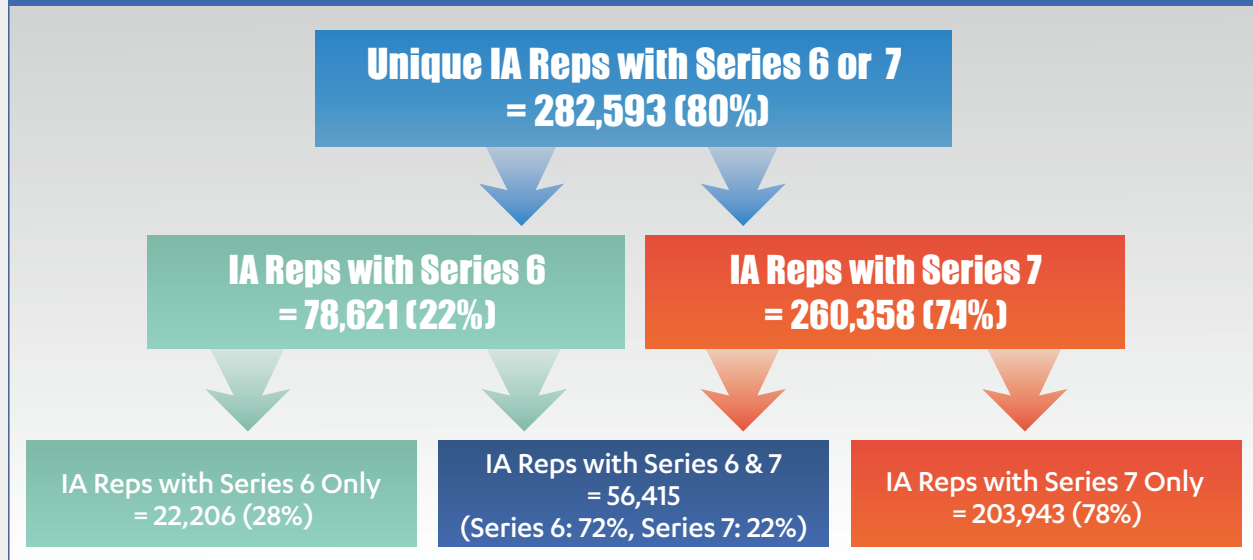 Unique IA Reps with Series 6 or 7
= 282,593 (80%)
IA Reps with Series 6
= 78,621 (22%)
IA Reps with Series 7
= 260,358 (74%)
IA Reps with Series 6 Only
= 22,206 (28%)
IA Reps with Series 6 & 7
= 56,415
(Series 6: 72%, Series 7: 22%)
IA Reps with Series 7 Only
= 203,943 (78%)